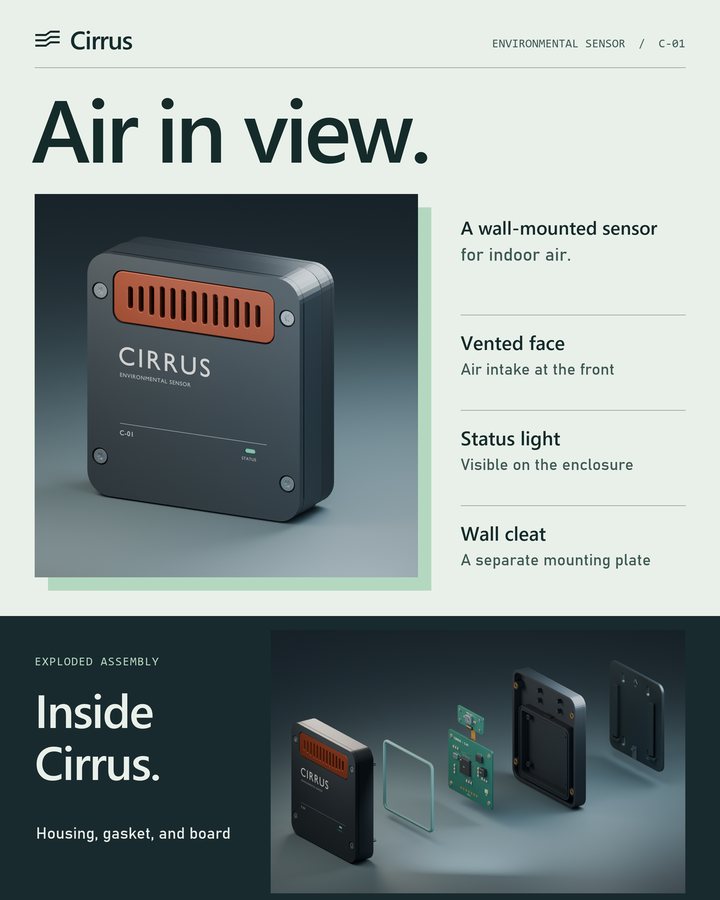 Cirrus
ENVIRONMENTAL SENSOR / C-01
Air in view.
CIRRUS
ENVIRONMENTAL SENSOR
C-01
STATUS
A wall-mounted sensor
for indoor air.
Vented face
Air intake at the front
Status light
Visible on the enclosure
Wall cleat
A separate mounting plate
EXPLODED ASSEMBLY
Inside
Cirrus.
Housing, gasket, and board
CIRRUS